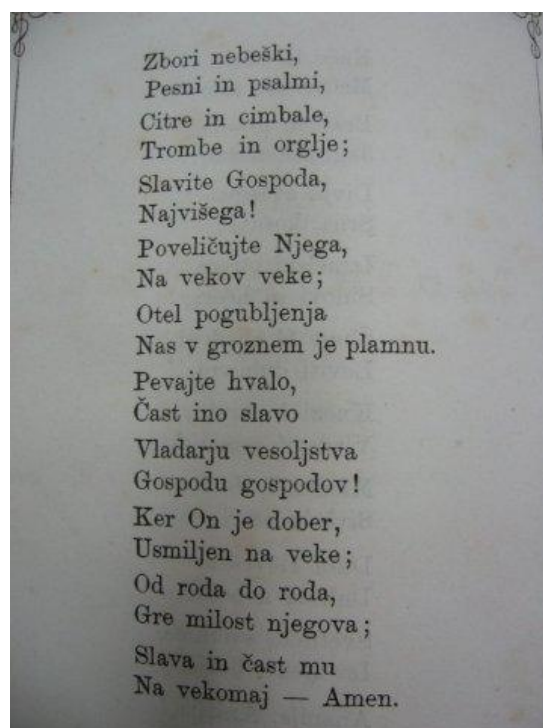 Zbori nebeški,
Pesni in psalmi,
Citre in cimbale,
Trombe in orglje;
Slavite Gospoda,
Najvišega!
Poveličujte Njega,
Na vekov veke;
Otel pogubljenja
Nas v groznem je plamnu.
Pevajte hvalo,
Čast ino slavo
Vladarju vesoljstva
Gospodu gospodov!
Ker On je dober,
Usmiljen na veke;
Od roda do roda,
Gre milost njegova;
Slava in čast mu
Na vekomaj — Amen.